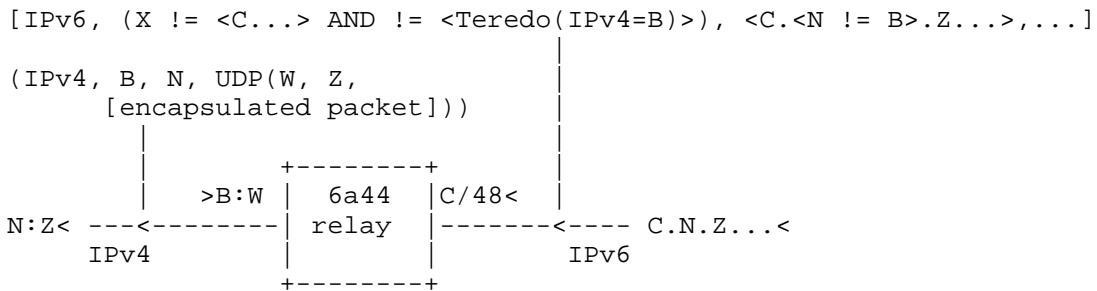 [IPv6, (X != <C...> AND != <Teredo(IPv4=B)>), <C.<N != B>.Z...>,...]
(IPv4, B, N, UDP(W, Z,
[encapsulated packet]))
>B:W | 6a44 |C/48<
N:Z< ---<--------| relay |-------<---- C.N.Z...<
IPv4 IPv6